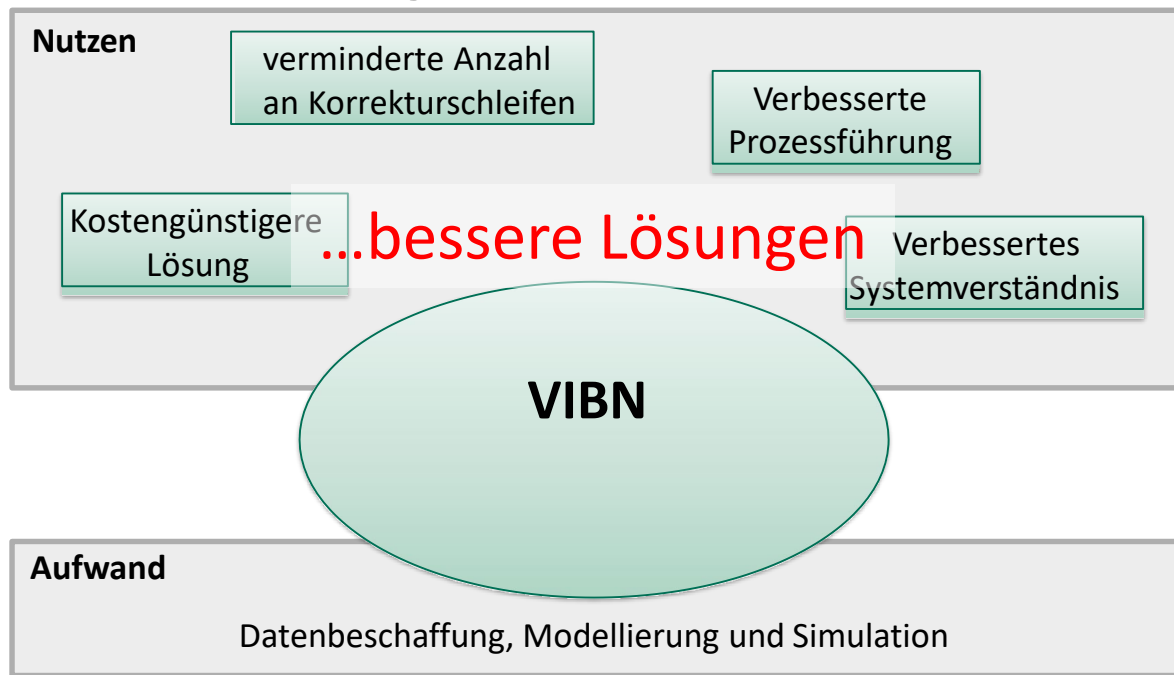 Nutzen
verminderte Anzahl
an Korrekturschleifen
Verbesserte
Prozessführung
Kostengünstigere
Lösung
...bessere Lösungen
Verbessertes
Systemverständnis
VIBN
Aufwand
Datenbeschaffung, Modellierung und Simulation